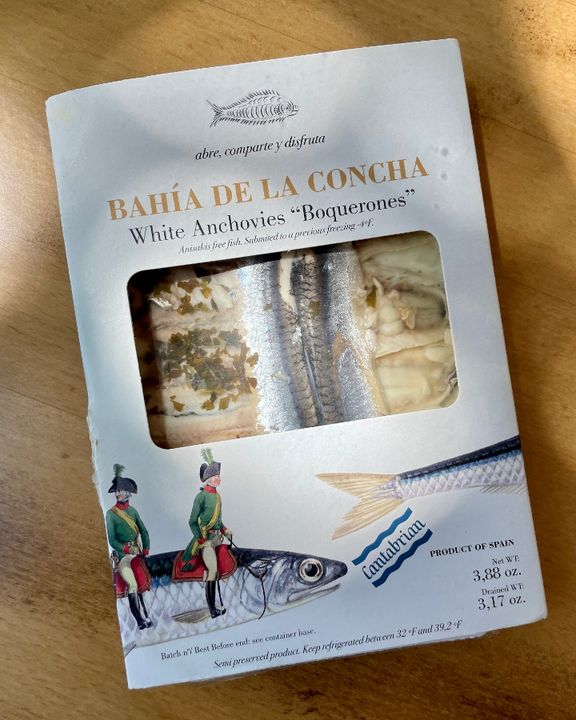 abre, comparte y disfruta
BAHÍA DE LA CONCHA
White Anchovies “Boquerones”
Anisakis free fish. Submised to a previous freezing -4ºF.
Cantabrian
PRODUCT OF SPAIN
Net WT:
3,88 oz.
Drained WT:
3,17 oz.
Batch nº/ Best Before end: see container base.
Semi preserved product. Keep refrigerated between 32 ºF and 39,2 ºF